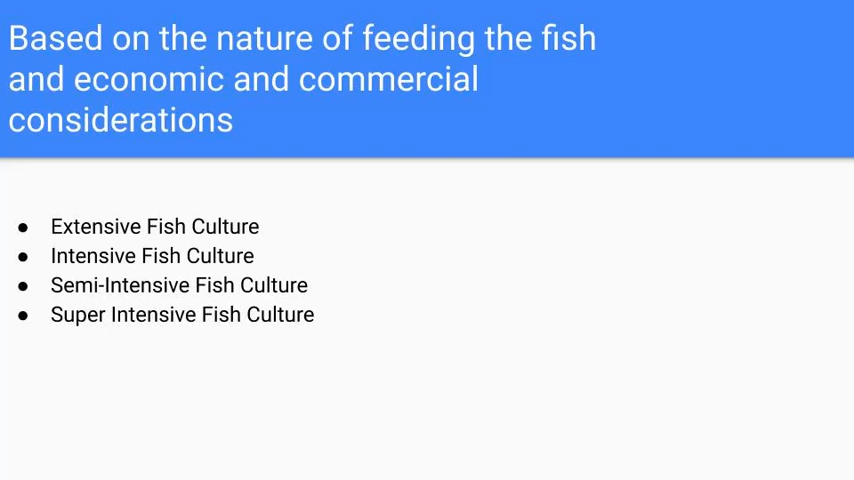 Based on the nature of feeding the fish
and economic and commercial
considerations
● Extensive Fish Culture
● Intensive Fish Culture
● Semi-Intensive Fish Culture
● Super Intensive Fish Culture